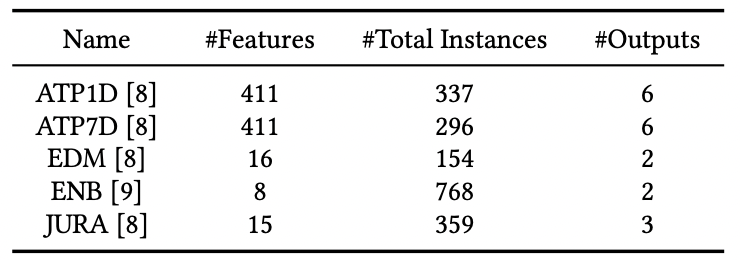 Name #Features #Total Instances #Outputs
ATP1D [8] 411 337 6
ATP7D [8] 411 296 6
EDM [8] 16 154 2
ENB [9] 8 768 2
JURA [8] 15 359 3